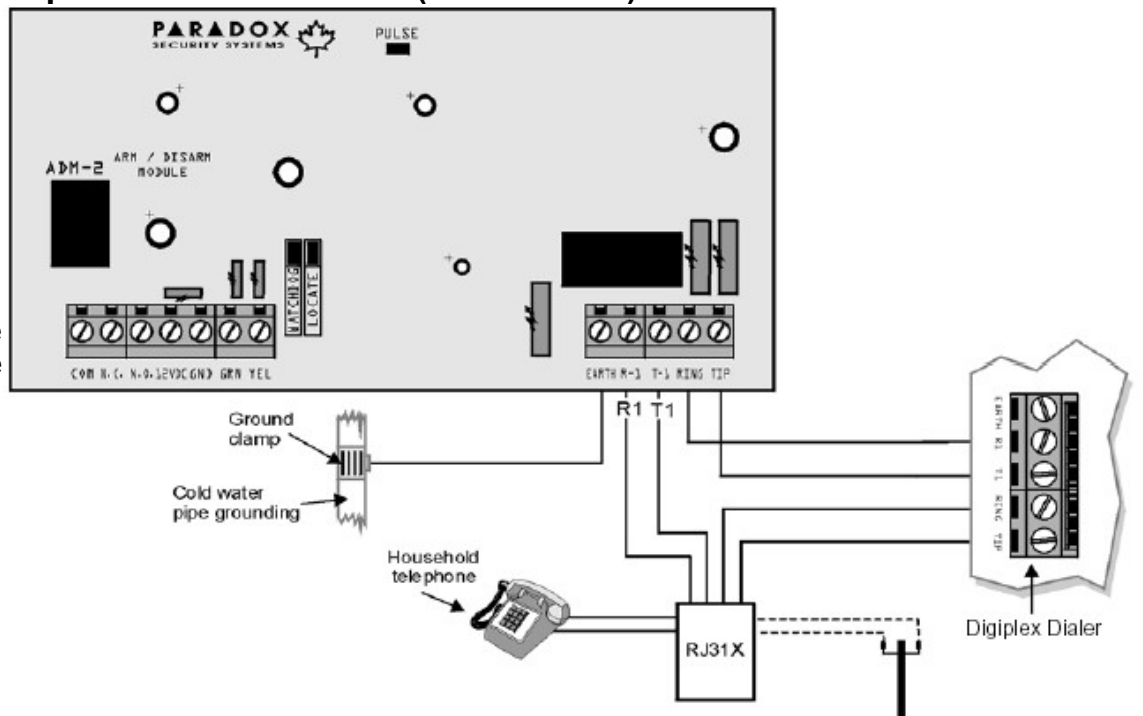 PARADOX
SECURITY SYSTEMS
PULSE
ADM-2
ARM / DISARM
MODULE
WATCHDOG
LOCATE
COM N.C. N.O. 12VDC GND GRN YEL
EARTH R-1 T-1 RING TIP
R1 T1
Ground
clamp
Cold water
pipe grounding
Household
telephone
RJ31X
EARTH
R1
T1
RING
TIP
Digiplex Dialer